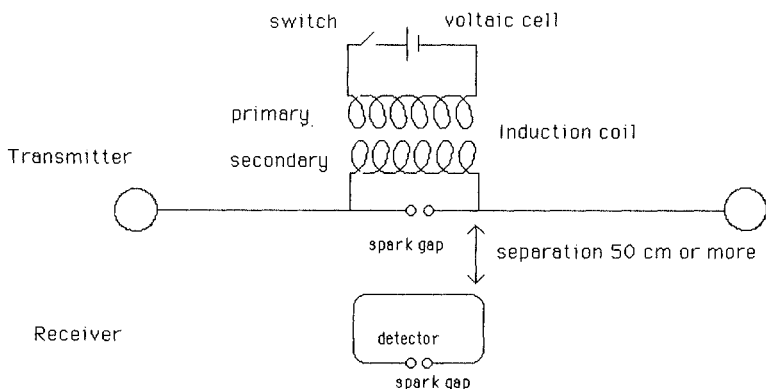 switch
voltaic cell
primary
Induction coil
Transmitter
secondary
spark gap
separation 50 cm or more
Receiver
detector
spark gap